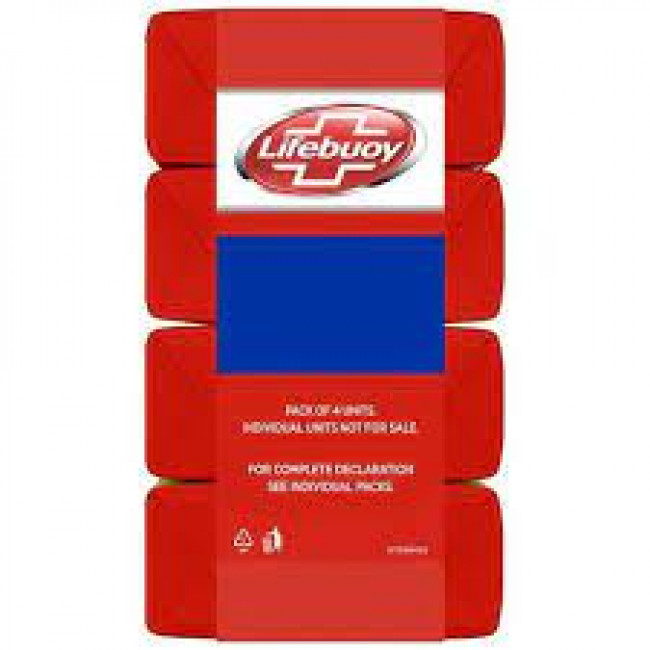 Lifebuoy
PACK OF 4 UNITS.
INDIVIDUAL UNITS NOT FOR SALE.
FOR COMPLETE DECLARATION
SEE INDIVIDUAL PACKS